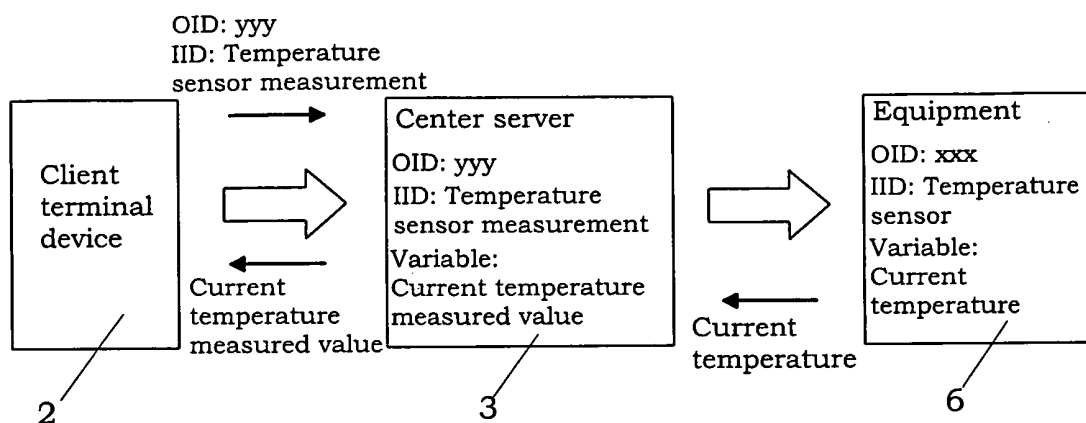 OID: yyy
IID: Temperature
sensor measurement
Client
terminal
device
Current
temperature
measured value
2
Center server
OID: yyy
IID: Temperature
sensor measurement
Variable:
Current temperature
measured value
3
Current
temperature
Equipment
OID: xxx
IID: Temperature
sensor
Variable:
Current
temperature
6